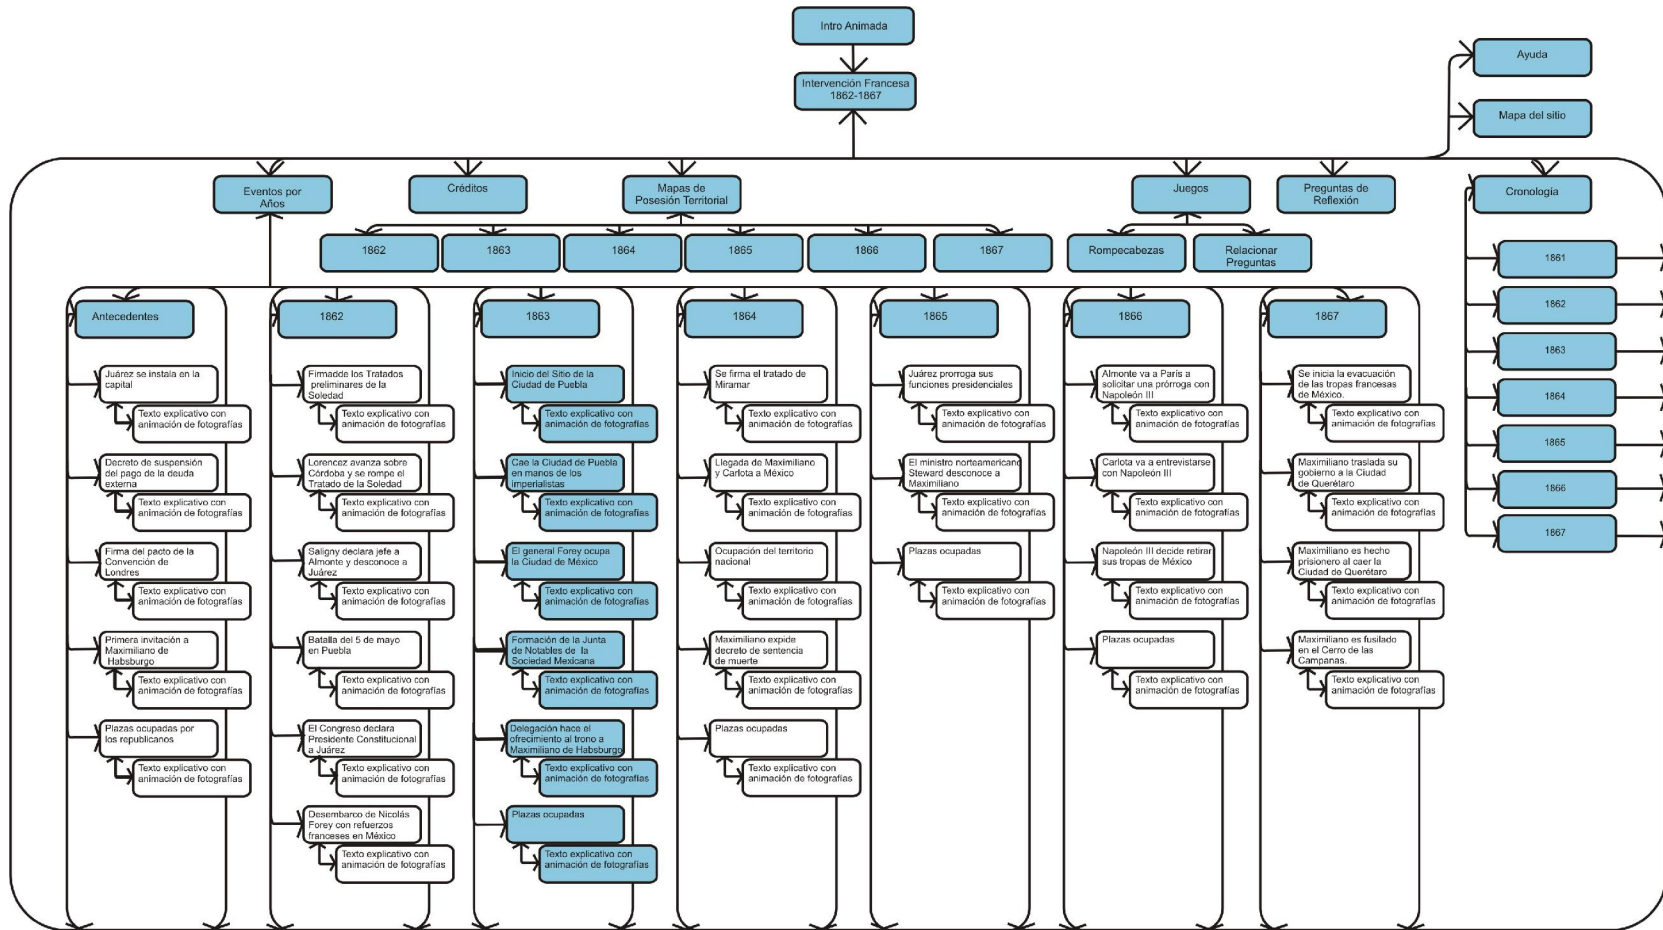 Intro Animada
Intervención Francesa
1862-1867
Ayuda
Mapa del sitio
Eventos por
Años
Créditos
Mapas de
Posesión Territorial
Juegos
Preguntas de
Reflexión
Cronología
1862
1863
1864
1865
1866
1867
Rompecabezas
Relacionar
Preguntas
1861
1862
1863
1864
1865
1866
1867
Antecedentes
Juárez se instala en la
capital
Texto explicativo con
animación de fotografías
Decreto de suspensión
del pago de la deuda
externa
Texto explicativo con
animación de fotografías
Firma del pacto de la
Convención de
Londres
Texto explicativo con
animación de fotografías
Primera invitación a
Maximiliano de
Habsburgo
Texto explicativo con
animación de fotografías
Plazas ocupadas por
los republicanos
Texto explicativo con
animación de fotografías
1862
Firmadde los Tratados
preliminares de la
Soledad
Texto explicativo con
animación de fotografías
Lorencez avanza sobre
Córdoba y se rompe el
Tratado de la Soledad
Texto explicativo con
animación de fotografías
Saligny declara jefe a
Almonte y desconoce a
Juárez
Texto explicativo con
animación de fotografías
Batalla del 5 de mayo
en Puebla
Texto explicativo con
animación de fotografías
El Congreso declara
Presidente Constitucional
a Juárez
Texto explicativo con
animación de fotografías
Desembarco de Nicolás
Forey con refuerzos
franceses en México
Texto explicativo con
animación de fotografías
1863
Inicio del Sitio de la
Ciudad de Puebla
Texto explicativo con
animación de fotografías
Cae la Ciudad de Puebla
en manos de los
imperialistas
Texto explicativo con
animación de fotografías
El general Forey ocupa
la Ciudad de México
Texto explicativo con
animación de fotografías
Formación de la Junta
de Notables de la
Sociedad Mexicana
Texto explicativo con
animación de fotografías
Delegación hace el
ofrecimiento al trono a
Maximiliano de Habsburgo
Texto explicativo con
animación de fotografías
Plazas ocupadas
Texto explicativo con
animación de fotografías
1864
Se firma el tratado de
Miramar
Texto explicativo con
animación de fotografías
Llegada de Maximiliano
y Carlota a México
Texto explicativo con
animación de fotografías
Ocupación del territorio
nacional
Texto explicativo con
animación de fotografías
Maximiliano expide
decreto de sentencia
de muerte
Texto explicativo con
animación de fotografías
Plazas ocupadas
Texto explicativo con
animación de fotografías
1865
Juárez prorroga sus
funciones presidenciales
Texto explicativo con
animación de fotografías
El ministro norteamericano
Steward desconoce a
Maximiliano
Texto explicativo con
animación de fotografías
Plazas ocupadas
Texto explicativo con
animación de fotografías
1866
Almonte va a París a
solicitar una prórroga con
Napoleón III
Texto explicativo con
animación de fotografías
Carlota va a entrevistarse
con Napoleón III
Texto explicativo con
animación de fotografías
Napoleón III decide retirar
sus tropas de México
Texto explicativo con
animación de fotografías
Plazas ocupadas
Texto explicativo con
animación de fotografías
1867
Se inicia la evacuación
de las tropas francesas
de México.
Texto explicativo con
animación de fotografías
Maximiliano traslada su
gobierno a la Ciudad
de Querétaro
Texto explicativo con
animación de fotografías
Maximiliano es hecho
prisionero al caer la
Ciudad de Querétaro
Texto explicativo con
animación de fotografías
Maximiliano es fusilado
en el Cerro de las
Campanas.
Texto explicativo con
animación de fotografías